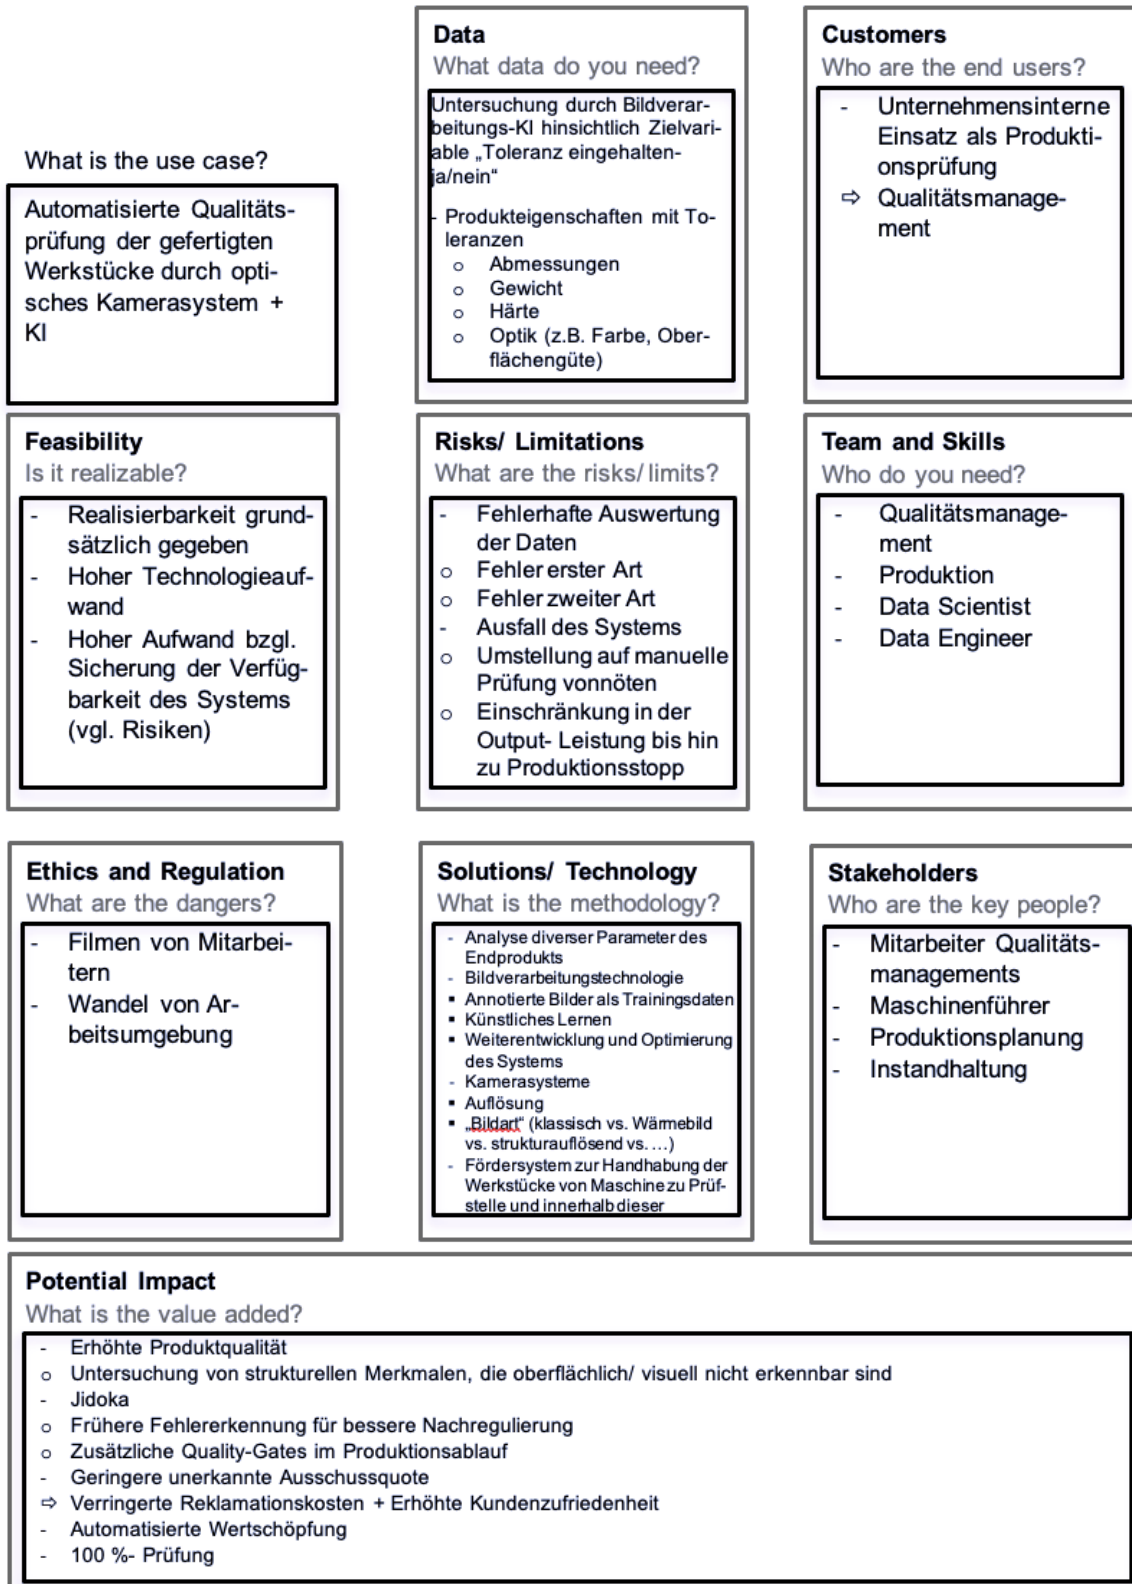 Data
What data do you need?
Untersuchung durch Bildverar-
beitungs-KI hinsichtlich Zielvari-
able „Toleranz eingehalten-
ja/nein“
- Produkteigenschaften mit To-
leranzen
o Abmessungen
o Gewicht
o Härte
o Optik (z.B. Farbe, Ober-
flächengüte)
Customers
Who are the end users?
- Unternehmensinterne
Einsatz als Produkti-
onsprüfung
⇨ Qualitätsmanage-
ment
What is the use case?
Automatisierte Qualitäts-
prüfung der gefertigten
Werkstücke durch opti-
sches Kamerasystem +
KI
Feasibility
Is it realizable?
- Realisierbarkeit grund-
sätzlich gegeben
- Hoher Technologieauf-
wand
- Hoher Aufwand bzgl.
Sicherung der Verfüg-
barkeit des Systems
(vgl. Risiken)
Risks/ Limitations
What are the risks/ limits?
- Fehlerhafte Auswertung
der Daten
o Fehler erster Art
o Fehler zweiter Art
- Ausfall des Systems
o Umstellung auf manuelle
Prüfung vonnöten
o Einschränkung in der
Output- Leistung bis hin
zu Produktionsstopp
Team and Skills
Who do you need?
- Qualitätsmanage-
ment
- Produktion
- Data Scientist
- Data Engineer
Ethics and Regulation
What are the dangers?
- Filmen von Mitarbei-
tern
- Wandel von Ar-
beitsumgebung
Solutions/ Technology
What is the methodology?
- Analyse diverser Parameter des
Endprodukts
- Bildverarbeitungstechnologie
▪ Annotierte Bilder als Trainingsdaten
▪ Künstliches Lernen
▪ Weiterentwicklung und Optimierung
des Systems
- Kamerasysteme
▪ Auflösung
▪ „Bildart“ (klassisch vs. Wärmebild
vs. strukturauflösend vs. …)
- Fördersystem zur Handhabung der
Werkstücke von Maschine zu Prüf-
stelle und innerhalb dieser
Stakeholders
Who are the key people?
- Mitarbeiter Qualitäts-
managements
- Maschinenführer
- Produktionsplanung
- Instandhaltung
Potential Impact
What is the value added?
- Erhöhte Produktqualität
o Untersuchung von strukturellen Merkmalen, die oberflächlich/ visuell nicht erkennbar sind
- Jidoka
o Frühere Fehlererkennung für bessere Nachregulierung
o Zusätzliche Quality-Gates im Produktionsablauf
- Geringere unerkannte Ausschussquote
⇨ Verringerte Reklamationskosten + Erhöhte Kundenzufriedenheit
- Automatisierte Wertschöpfung
- 100 %- Prüfung